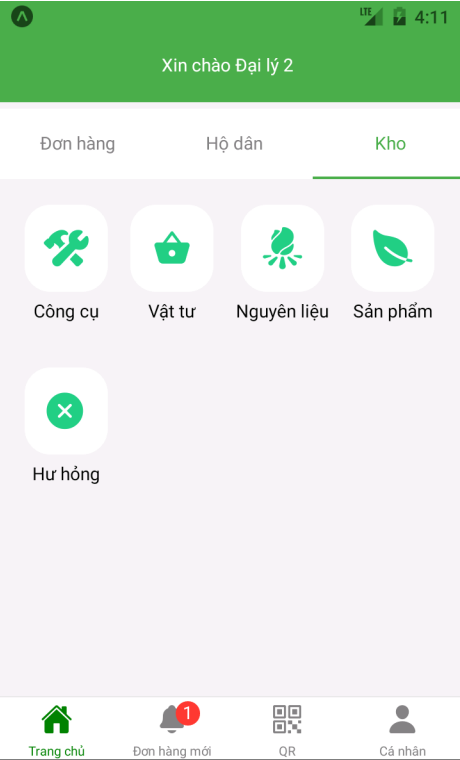 LTE 4:11
Xin chào Đại lý 2
Đơn hàng Hộ dân Kho
Công cụ Vật tư Nguyên liệu Sản phẩm
Hư hỏng
1
Trang chủ Đơn hàng mới QR Cá nhân